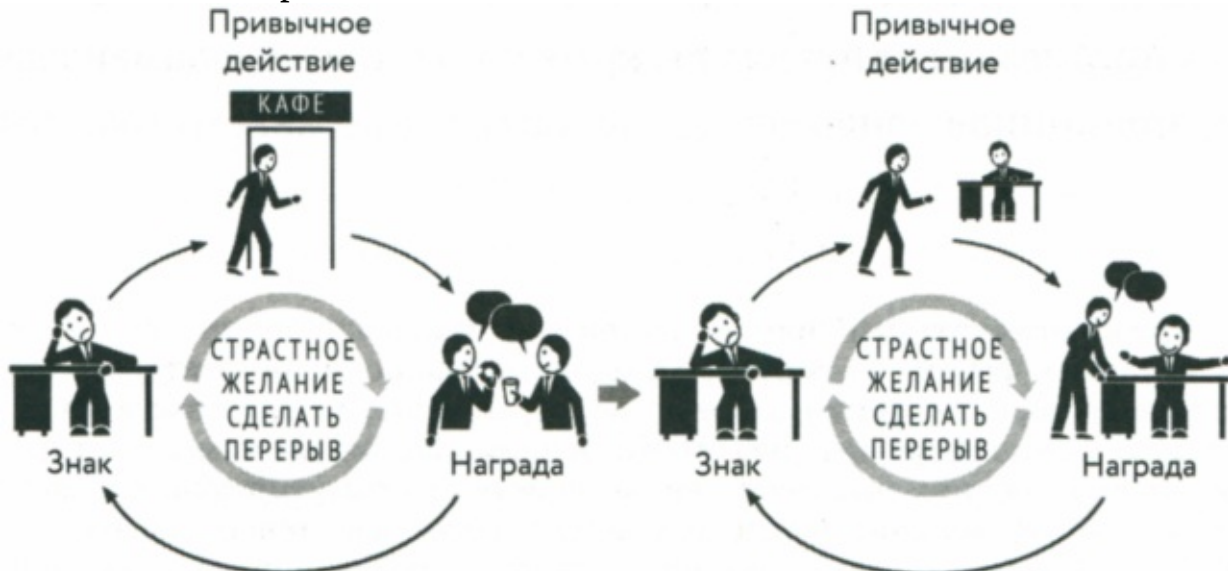 Привычное
действие
КАФЕ
СТРАСТНОЕ
ЖЕЛАНИЕ
СДЕЛАТЬ
ПЕРЕРЫВ
Знак
Награда
Привычное
действие
СТРАСТНОЕ
ЖЕЛАНИЕ
СДЕЛАТЬ
ПЕРЕРЫВ
Знак
Награда